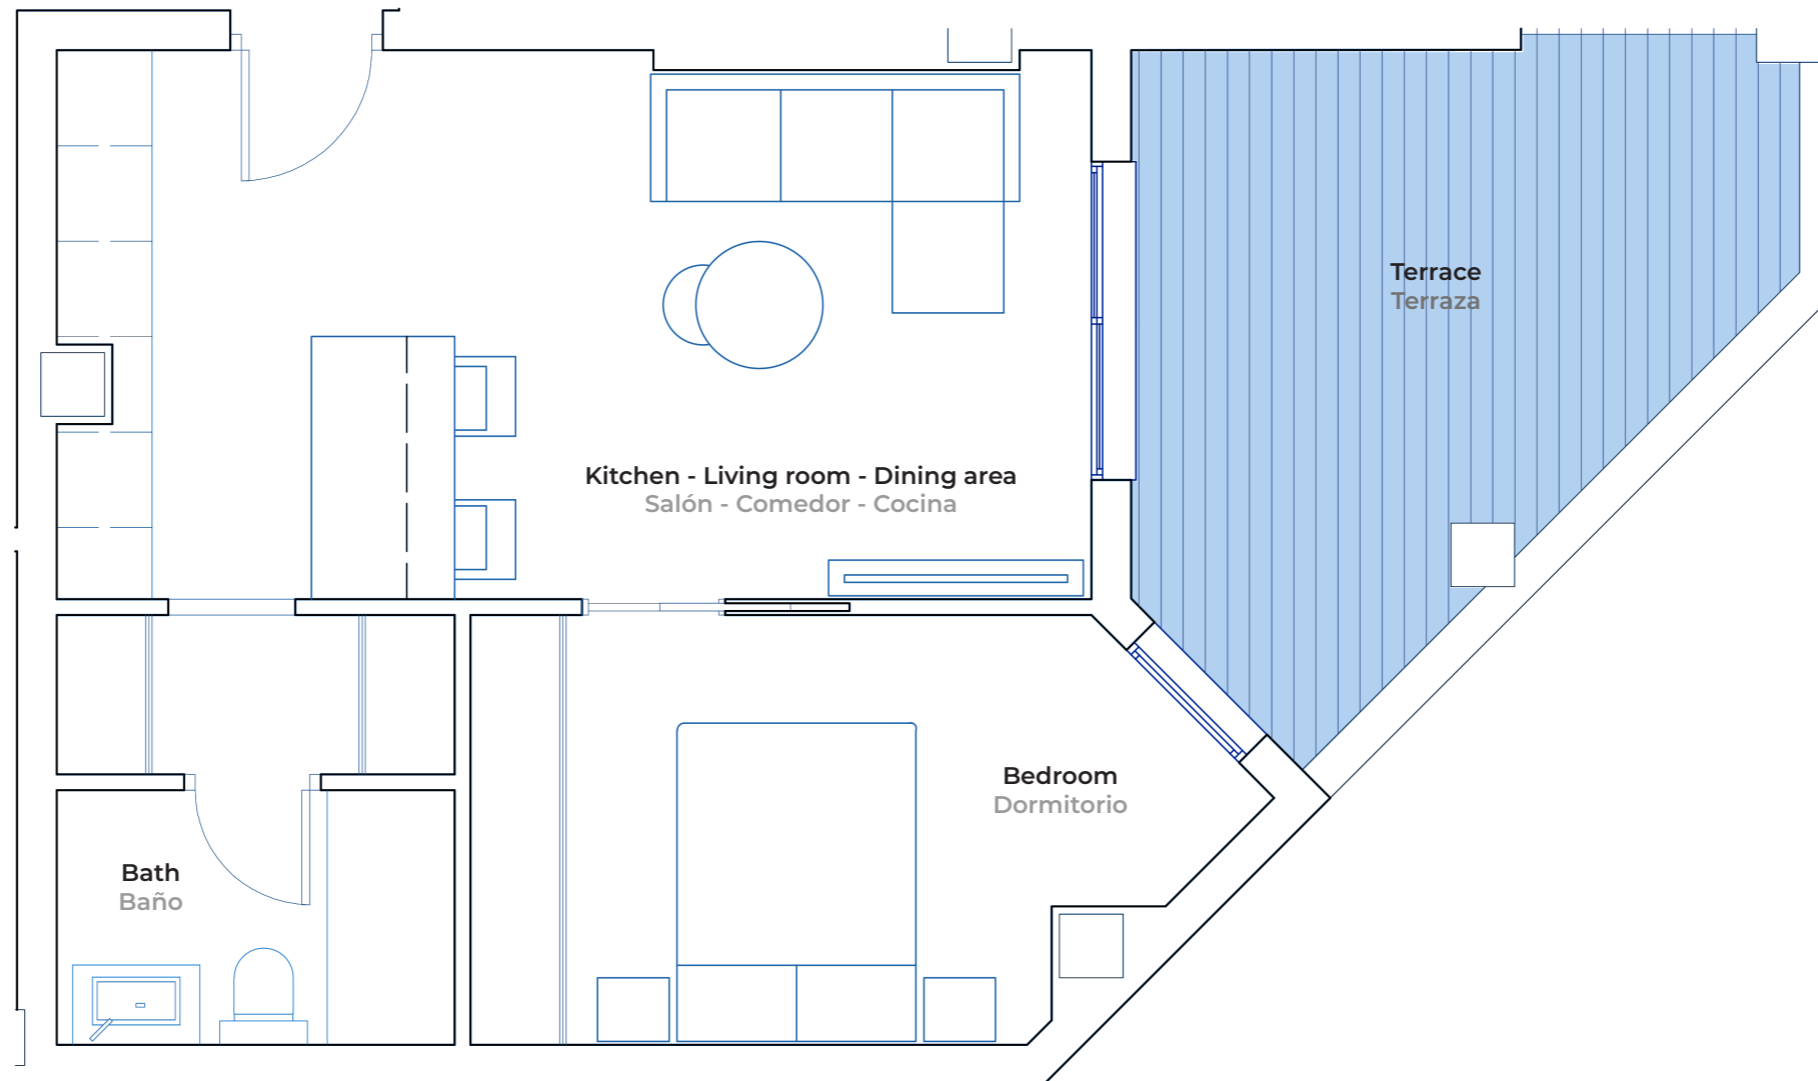 Terrace
Terraza
Kitchen - Living room - Dining area
Salón - Comedor - Cocina
Bedroom
Dormitorio
Bath
Baño